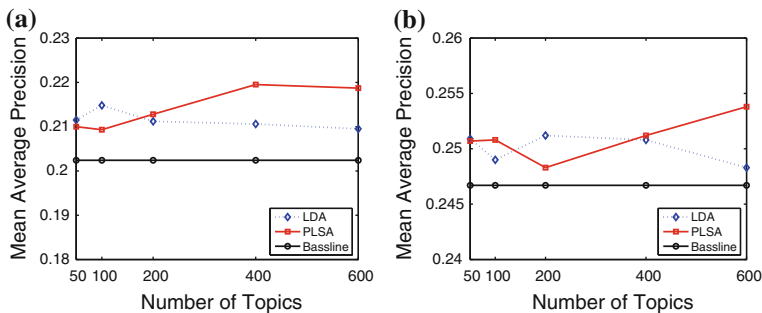 (a)
Mean Average Precision
0.23
0.22
0.21
0.2
0.19
0.18
50 100 200 400 600
Number of Topics
LDA
PLSA
Bassline
(b)
Mean Average Precision
0.26
0.255
0.25
0.245
0.24
50 100 200 400 600
Number of Topics
LDA
PLSA
Bassline